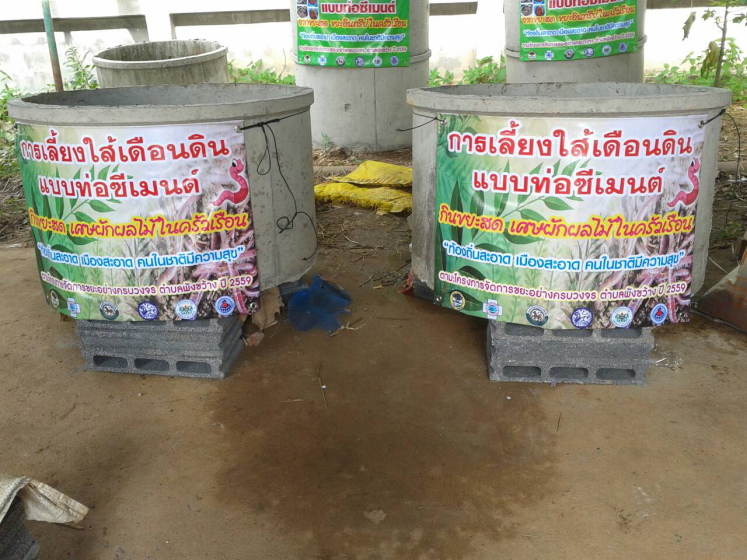 แบบท่อซีเมนต์
การเลี้ยงไส้เดือนดิน
แบบท่อซีเมนต์
กินขยะสด เศษผักผลไม้ในครัวเรือน
"ท้องถิ่นสะอาด เมืองสะอาด คนในชาติมีความสุข"
ตามโครงการจัดการขยะอย่างครบวงจร ตำบลพังขว้าง ปี 2559
การเลี้ยงไส้เดือนดิน
แบบท่อซีเมนต์
กินขยะสด เศษผักผลไม้ในครัวเรือน
"ท้องถิ่นสะอาด เมืองสะอาด คนในชาติมีความสุข"
ตามโครงการจัดการขยะอย่างครบวงจร ตำบลพังขว้าง ปี 2559